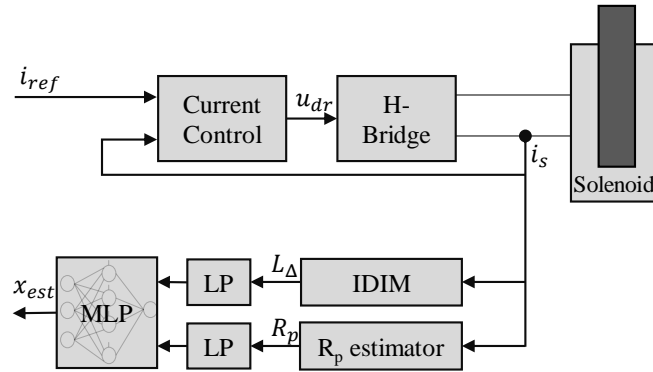 i_ref
Current
Control
u_dr
H-
Bridge
i_s
Solenoid
x_est
MLP
LP
L_Δ
IDIM
LP
R_p
R_p estimator